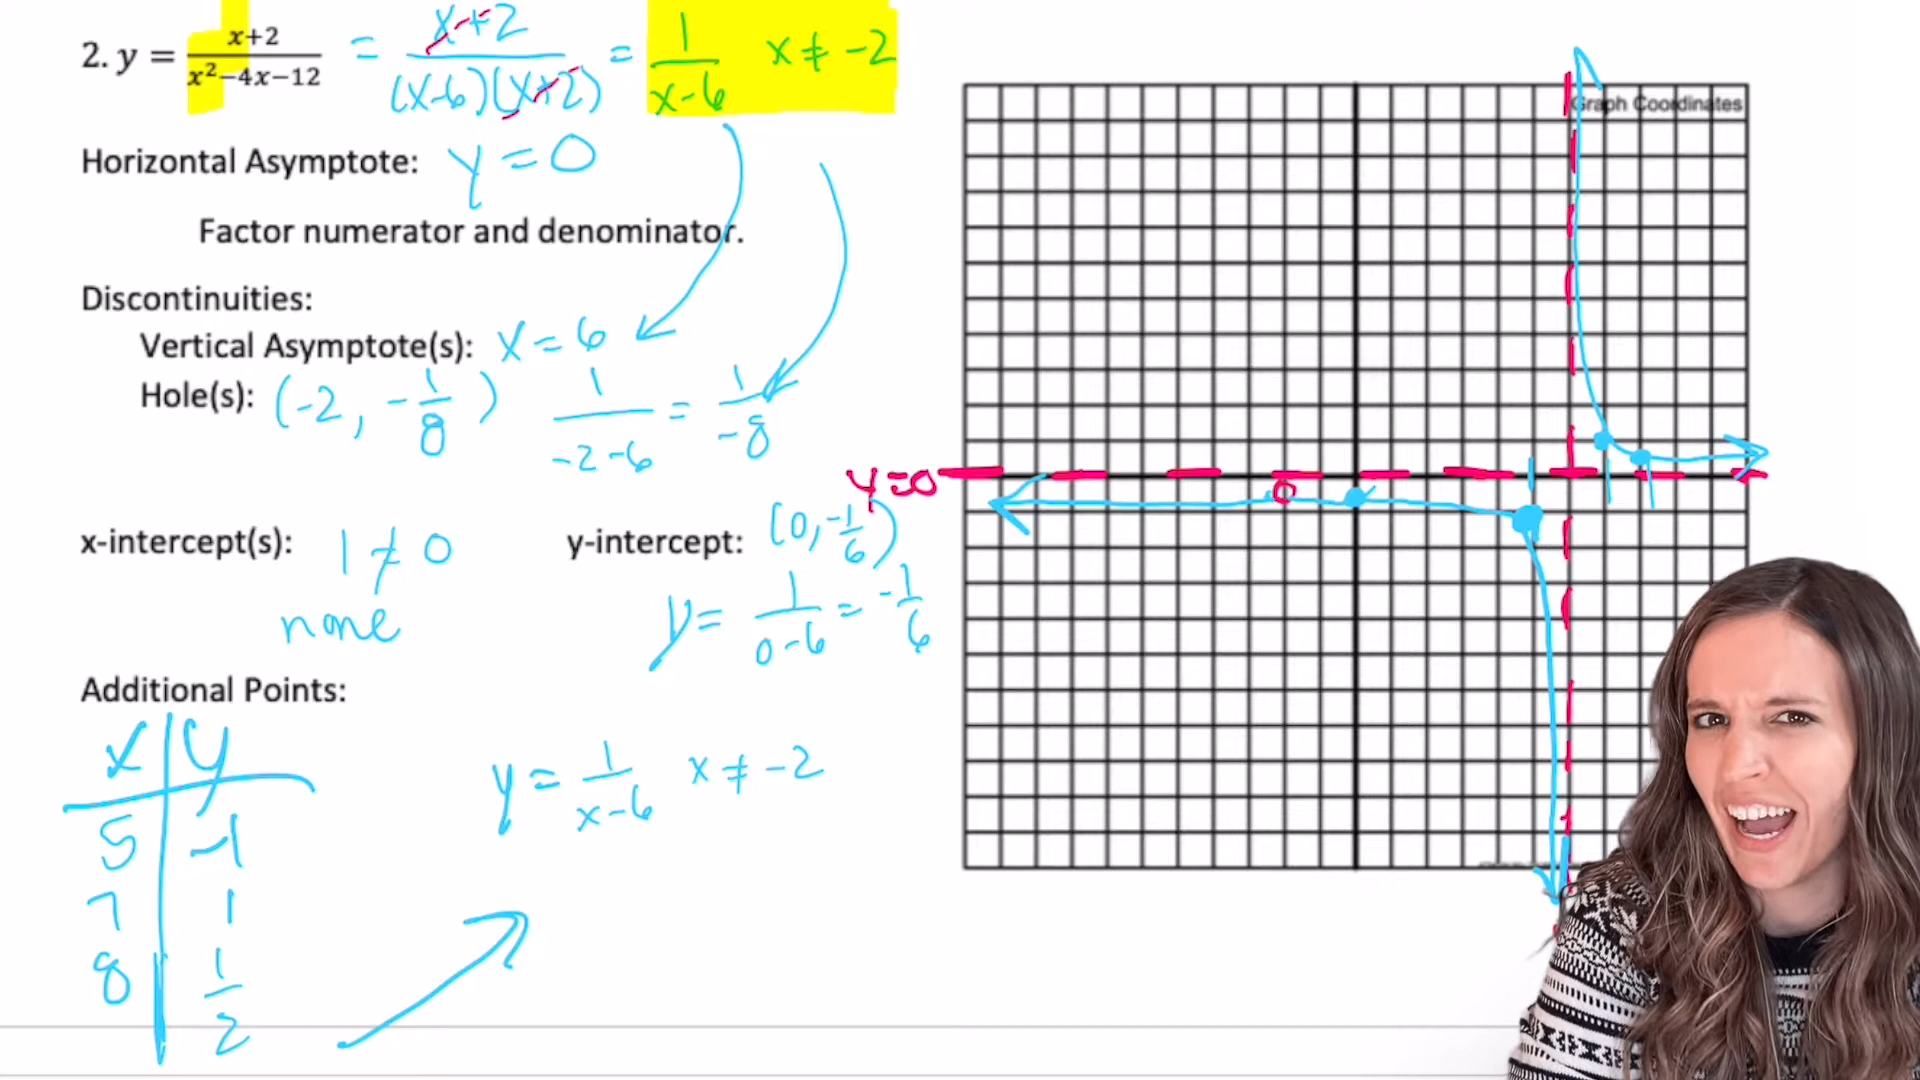 2. y = x+2 / x²−4x−12 = x+2 / (x-6)(x+2) = 1 / x-6 x ≠ -2
Graph Coordinates
Horizontal Asymptote: y = 0
Factor numerator and denominator.
Discontinuities:
Vertical Asymptote(s): x = 6
Hole(s): (-2, -1/8) 1 / -2-6 = 1 / -8
y=0
x-intercept(s): 1 ≠ 0
none
y-intercept: (0, -1/6)
y = 1 / 0-6 = -1/6
Additional Points:
x y
5 -1
7 1
8 1/2
y = 1 / x-6 x ≠ -2